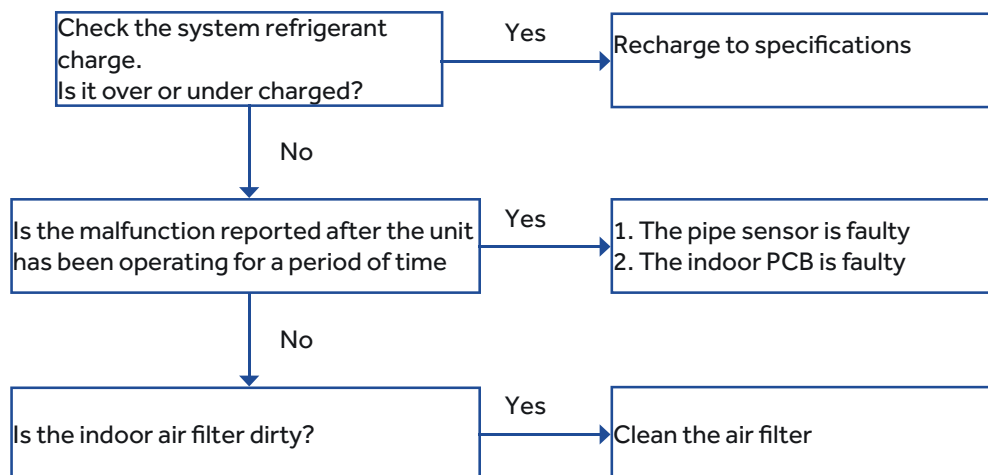 Check the system refrigerant
charge.
Is it over or under charged?
Yes
Recharge to specifications
No
Is the malfunction reported after the unit
has been operating for a period of time
Yes
1. The pipe sensor is faulty
2. The indoor PCB is faulty
No
Is the indoor air filter dirty?
Yes
Clean the air filter